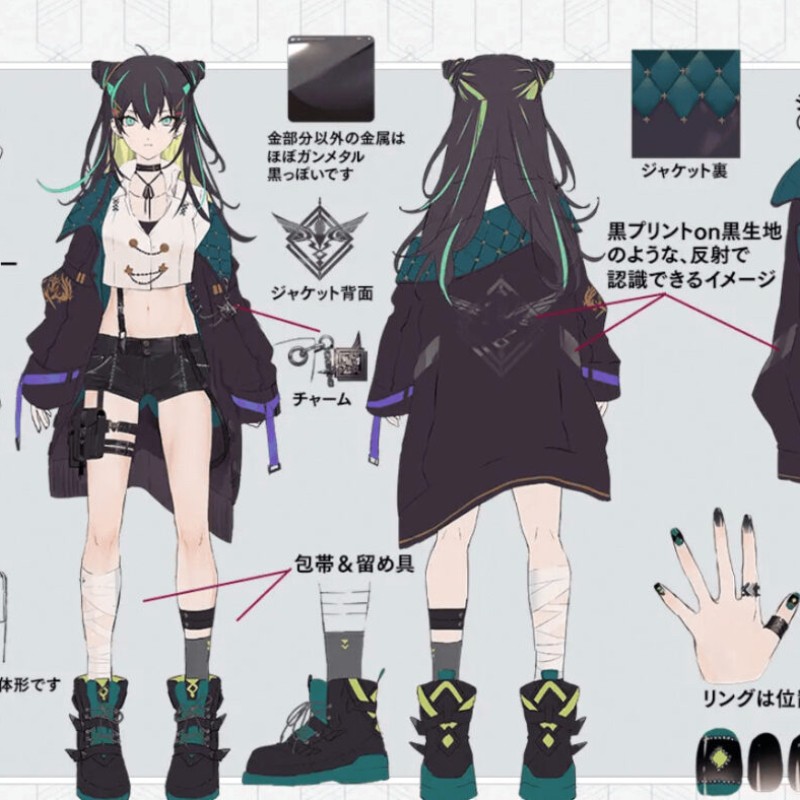 金部分以外の金属は
ほぼガンメタル
黒っぽいです
ジャケット裏
ジャケット背面
黒プリントon黒生地
のような、反射で
認識できるイメージ
チャーム
包帯＆留め具
体形です
リングは位